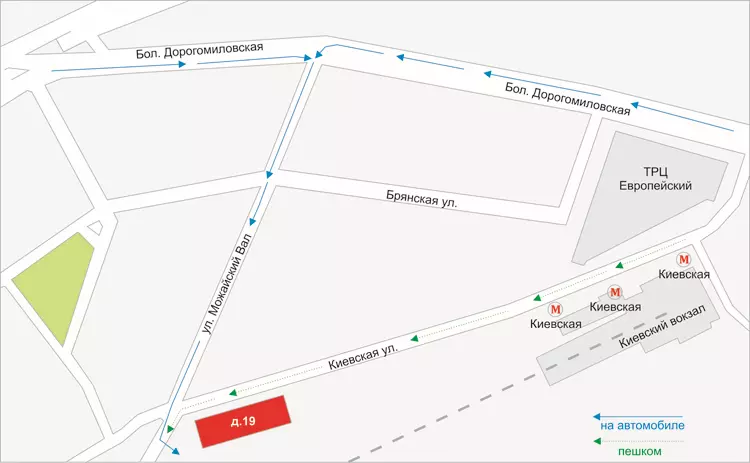 Бол. Дорогомиловская
Бол. Дорогомиловская
ТРЦ
Европейский
Брянская ул.
ул. Можайский Вал
М
Киевская
М
Киевская
М
Киевская
Киевский вокзал
Киевская ул.
д.19
на автомобиле
пешком